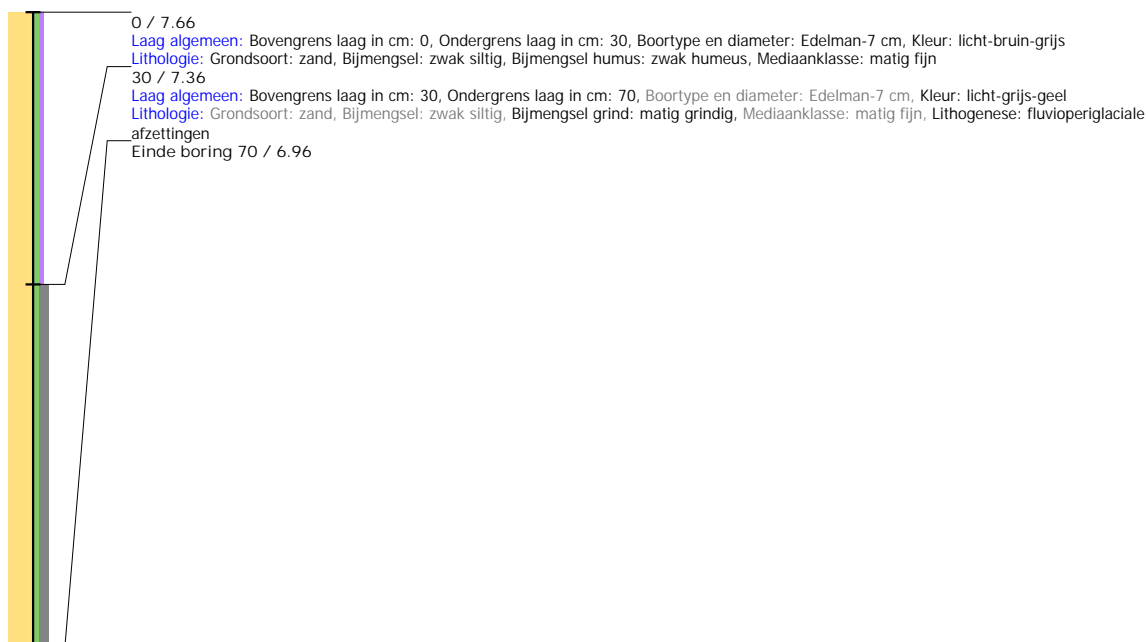 0 / 7.66
Laag algemeen: Bovengrens laag in cm: 0, Ondergrens laag in cm: 30, Boortype en diameter: Edelman-7 cm, Kleur: licht-bruin-grijs
Lithologie: Grondsoort: zand, Bijmengsel: zwak siltig, Bijmengsel humus: zwak humeus, Mediaanklasse: matig fijn
30 / 7.36
Laag algemeen: Bovengrens laag in cm: 30, Ondergrens laag in cm: 70, Boortype en diameter: Edelman-7 cm, Kleur: licht-grijs-geel
Lithologie: Grondsoort: zand, Bijmengsel: zwak siltig, Bijmengsel grind: matig grindig, Mediaanklasse: matig fijn, Lithogenese: fluvioperiglaciale
afzettingen
Einde boring 70 / 6.96